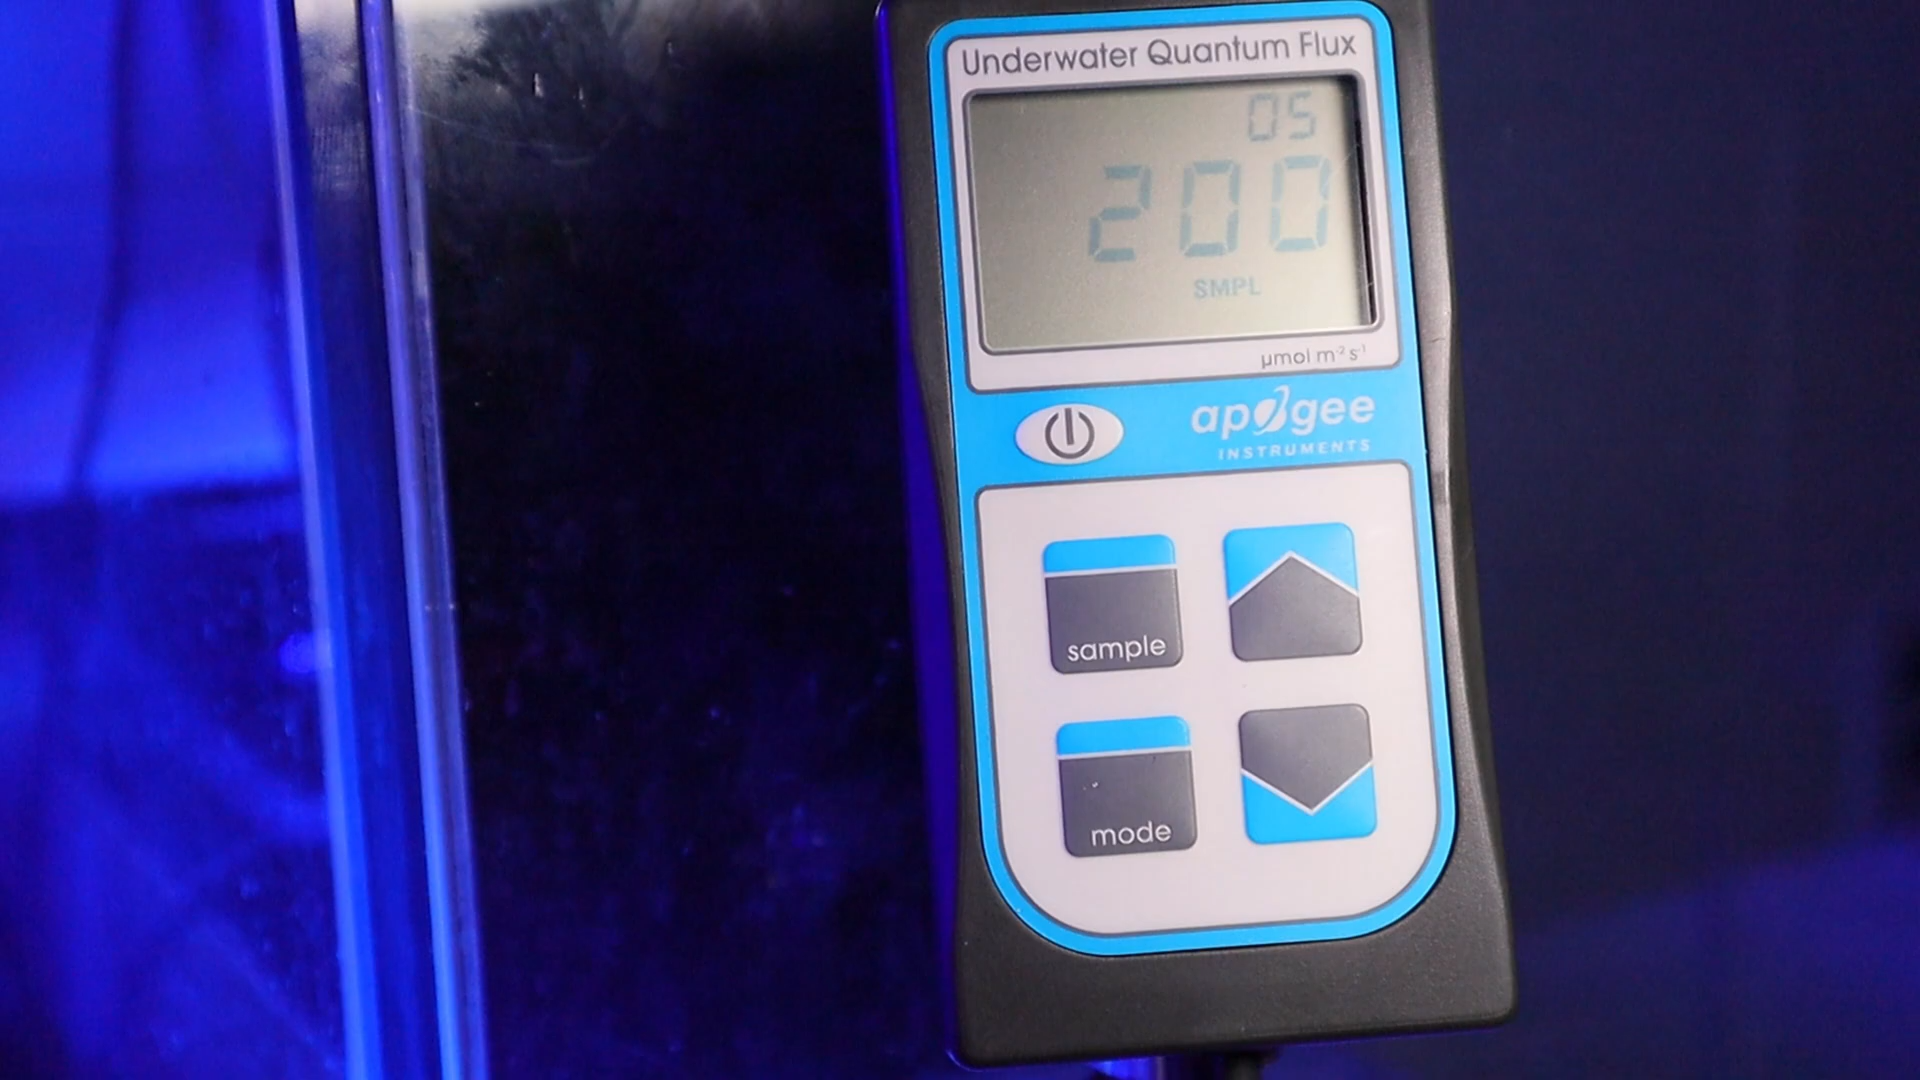 Underwater Quantum Flux
05
200
SMPL
µmol m⁻² s⁻¹
apogee
INSTRUMENTS
sample
mode